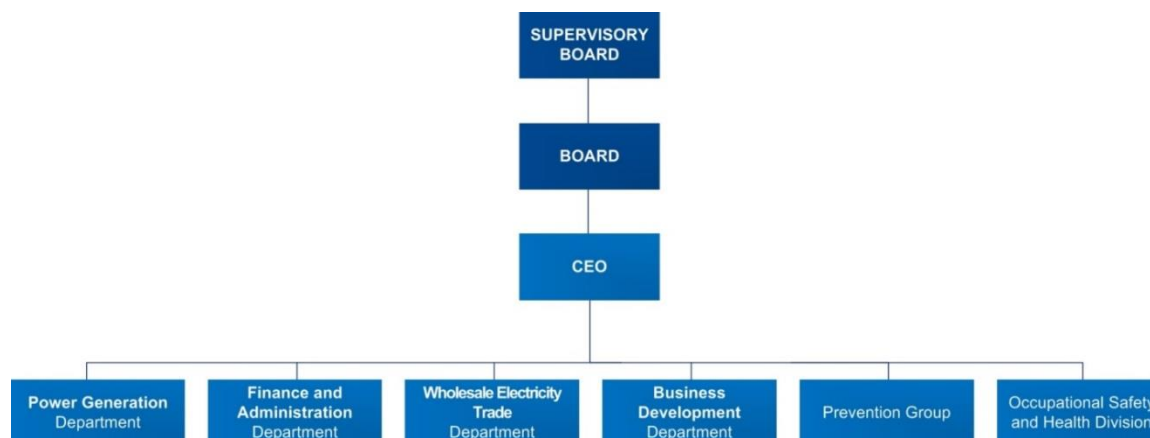 SUPERVISORY
BOARD
BOARD
CEO
Power Generation
Department
Finance and
Administration
Department
Wholesale Electricity
Trade
Department
Business
Development
Department
Prevention Group
Occupational Safety
and Health Division